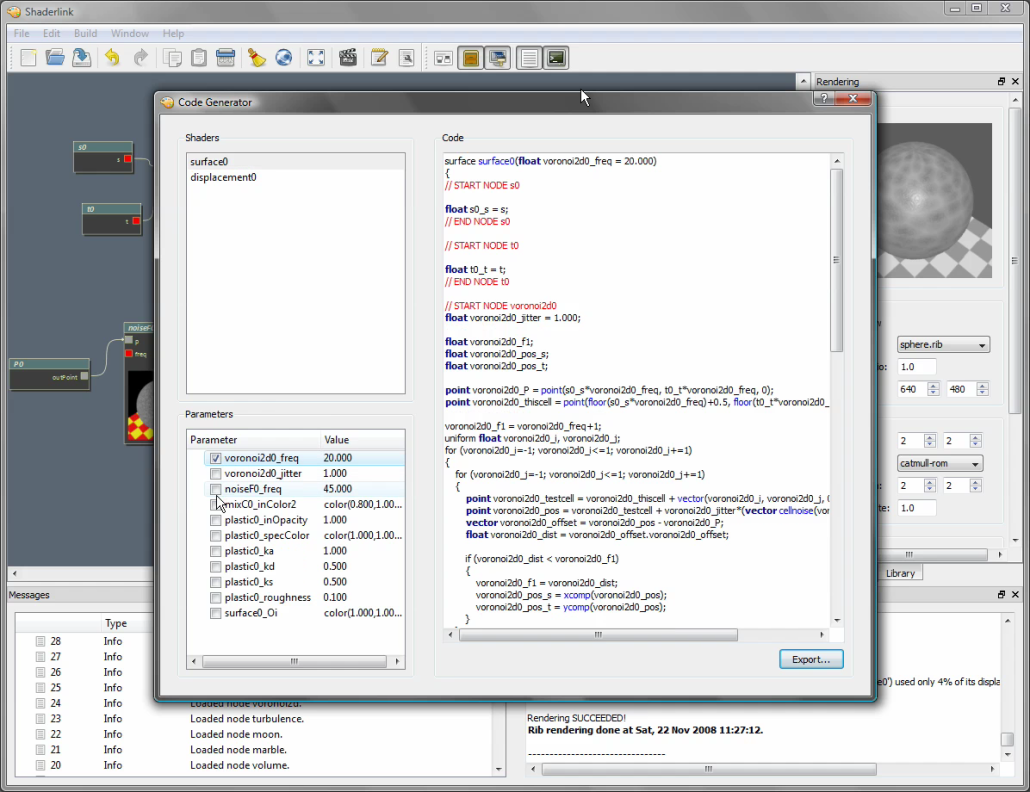 Shaderlink
File Edit Build Window Help
Rendering
Code Generator
Shaders
surface0
displacement0
Parameters
Parameter Value
voronoi2d0_freq 20.000
voronoi2d0_jitter 1.000
noiseF0_freq 45.000
mixC0_inColor2 color(0.800,1.00...
plastic0_inOpacity 1.000
plastic0_specColor color(1.000,1.00...
plastic0_ka 1.000
plastic0_kd 0.500
plastic0_ks 0.500
plastic0_roughness 0.100
surface0_Oi color(1.000,1.00...
Code
surface surface0(float voronoi2d0_freq = 20.000)
{
// START NODE s0
float s0_s = s;
// END NODE s0
// START NODE t0
float t0_t = t;
// END NODE t0
// START NODE voronoi2d0
float voronoi2d0_jitter = 1.000;
float voronoi2d0_f1;
float voronoi2d0_pos_s;
float voronoi2d0_pos_t;
point voronoi2d0_P = point(s0_s*voronoi2d0_freq, t0_t*voronoi2d0_freq, 0);
point voronoi2d0_thiscell = point(floor(s0_s*voronoi2d0_freq)+0.5, floor(t0_t*voronoi2d0_
voronoi2d0_f1 = voronoi2d0_freq+1;
uniform float voronoi2d0_i, voronoi2d0_j;
for (voronoi2d0_i=-1; voronoi2d0_i<=1; voronoi2d0_i+=1)
{
for (voronoi2d0_j=-1; voronoi2d0_j<=1; voronoi2d0_j+=1)
{
point voronoi2d0_testcell = voronoi2d0_thiscell + vector(voronoi2d0_i, voronoi2d0_j, 0
point voronoi2d0_pos = voronoi2d0_testcell + voronoi2d0_jitter*(vector cellnoise(vor
vector voronoi2d0_offset = voronoi2d0_pos - voronoi2d0_P;
float voronoi2d0_dist = voronoi2d0_offset.voronoi2d0_offset;
if (voronoi2d0_dist < voronoi2d0_f1)
{
voronoi2d0_f1 = voronoi2d0_dist;
voronoi2d0_pos_s = xcomp(voronoi2d0_pos);
voronoi2d0_pos_t = ycomp(voronoi2d0_pos);
}
Export...
s0
s
t0
t
noiseF
p
freq
P0
outPoint
sphere.rib
1.0
640 480
2 2
catmull-rom
2 2
1.0
Library
Messages
Type
28 Info
27 Info
26 Info
25 Info
24 Info Loaded node voronoi2d.
23 Info Loaded node turbulence.
22 Info Loaded node moon.
21 Info Loaded node marble.
20 Info Loaded node volume.
e0') used only 4% of its displa
Rendering SUCCEEDED!
Rib rendering done at Sat, 22 Nov 2008 11:27:12.
-------------------------------